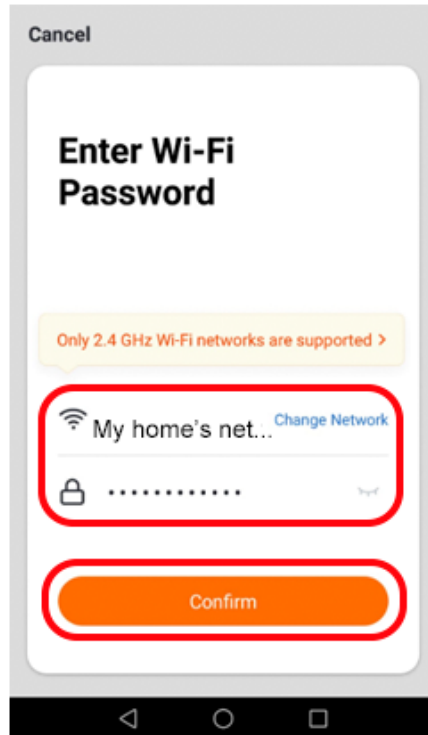 Cancel
Enter Wi-Fi
Password
Only 2.4 GHz Wi-Fi networks are supported >
My home's net... Change Network
••••••••••••
Confirm